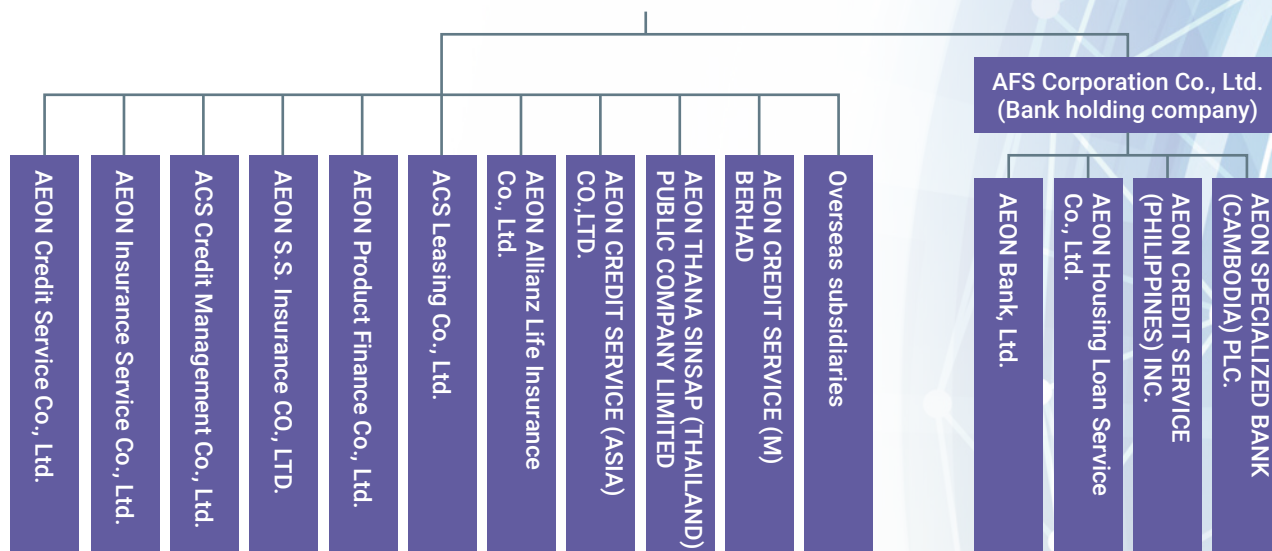 AFS Corporation Co., Ltd.
(Bank holding company)
AEON Credit Service Co., Ltd.
AEON Insurance Service Co., Ltd.
ACS Credit Management Co., Ltd.
AEON S.S. Insurance CO., LTD.
AEON Product Finance Co., Ltd.
ACS Leasing Co., Ltd.
AEON Allianz Life Insurance
Co., Ltd.
AEON CREDIT SERVICE (ASIA)
CO.,LTD.
AEON THANA SINSAP (THAILAND)
PUBLIC COMPANY LIMITED
AEON CREDIT SERVICE (M)
BERHAD
Overseas subsidiaries
AEON Bank, Ltd.
AEON Housing Loan Service
Co., Ltd.
AEON CREDIT SERVICE
(PHILIPPINES) INC.
AEON SPECIALIZED BANK
(CAMBODIA) PLC.